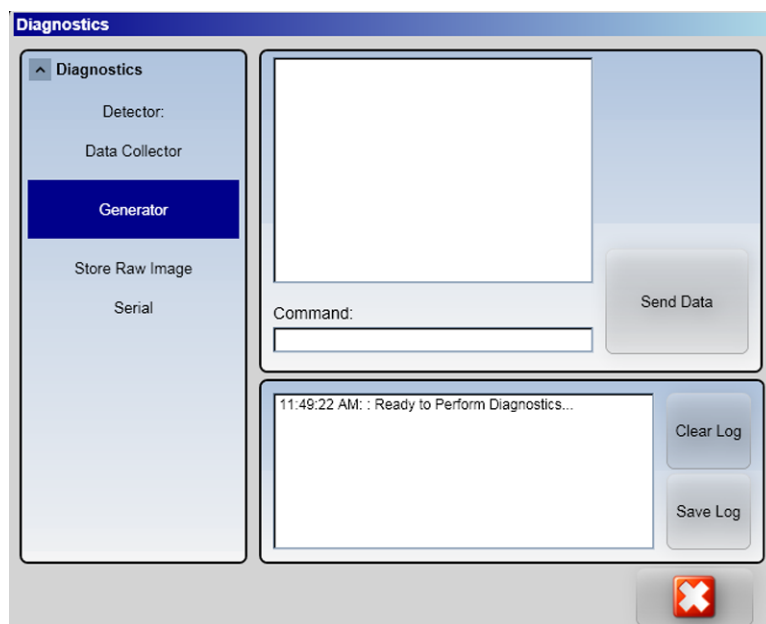 Diagnostics
Diagnostics
Detector:
Data Collector
Generator
Store Raw Image
Serial
Command:
Send Data
11:49:22 AM: : Ready to Perform Diagnostics...
Clear Log
Save Log